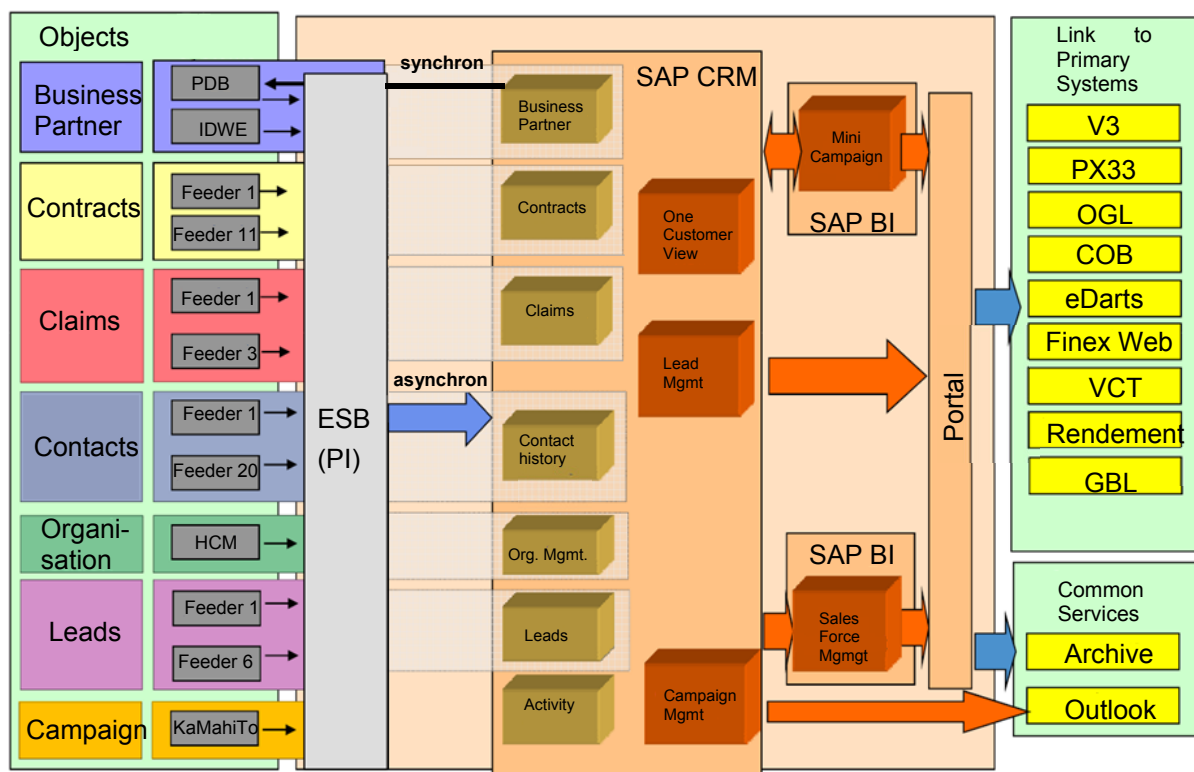 Objects
Business
Partner
PDB
IDWE
Contracts
Feeder 1
Feeder 11
Claims
Feeder 1
Feeder 3
Contacts
Feeder 1
Feeder 20
Organi-
sation
HCM
Leads
Feeder 1
Feeder 6
Campaign
KaMahiTo
ESB
(PI)
synchron
asynchron
SAP CRM
Business
Partner
Contracts
Claims
Contact
history
Org. Mgmt.
Leads
Activity
One
Customer
View
Lead
Mgmt
Campaign
Mgmt
Mini
Campaign
SAP BI
SAP BI
Sales
Force
Mgmgt
Portal
Link to
Primary
Systems
V3
PX33
OGL
COB
eDarts
Finex Web
VCT
Rendement
GBL
Common
Services
Archive
Outlook